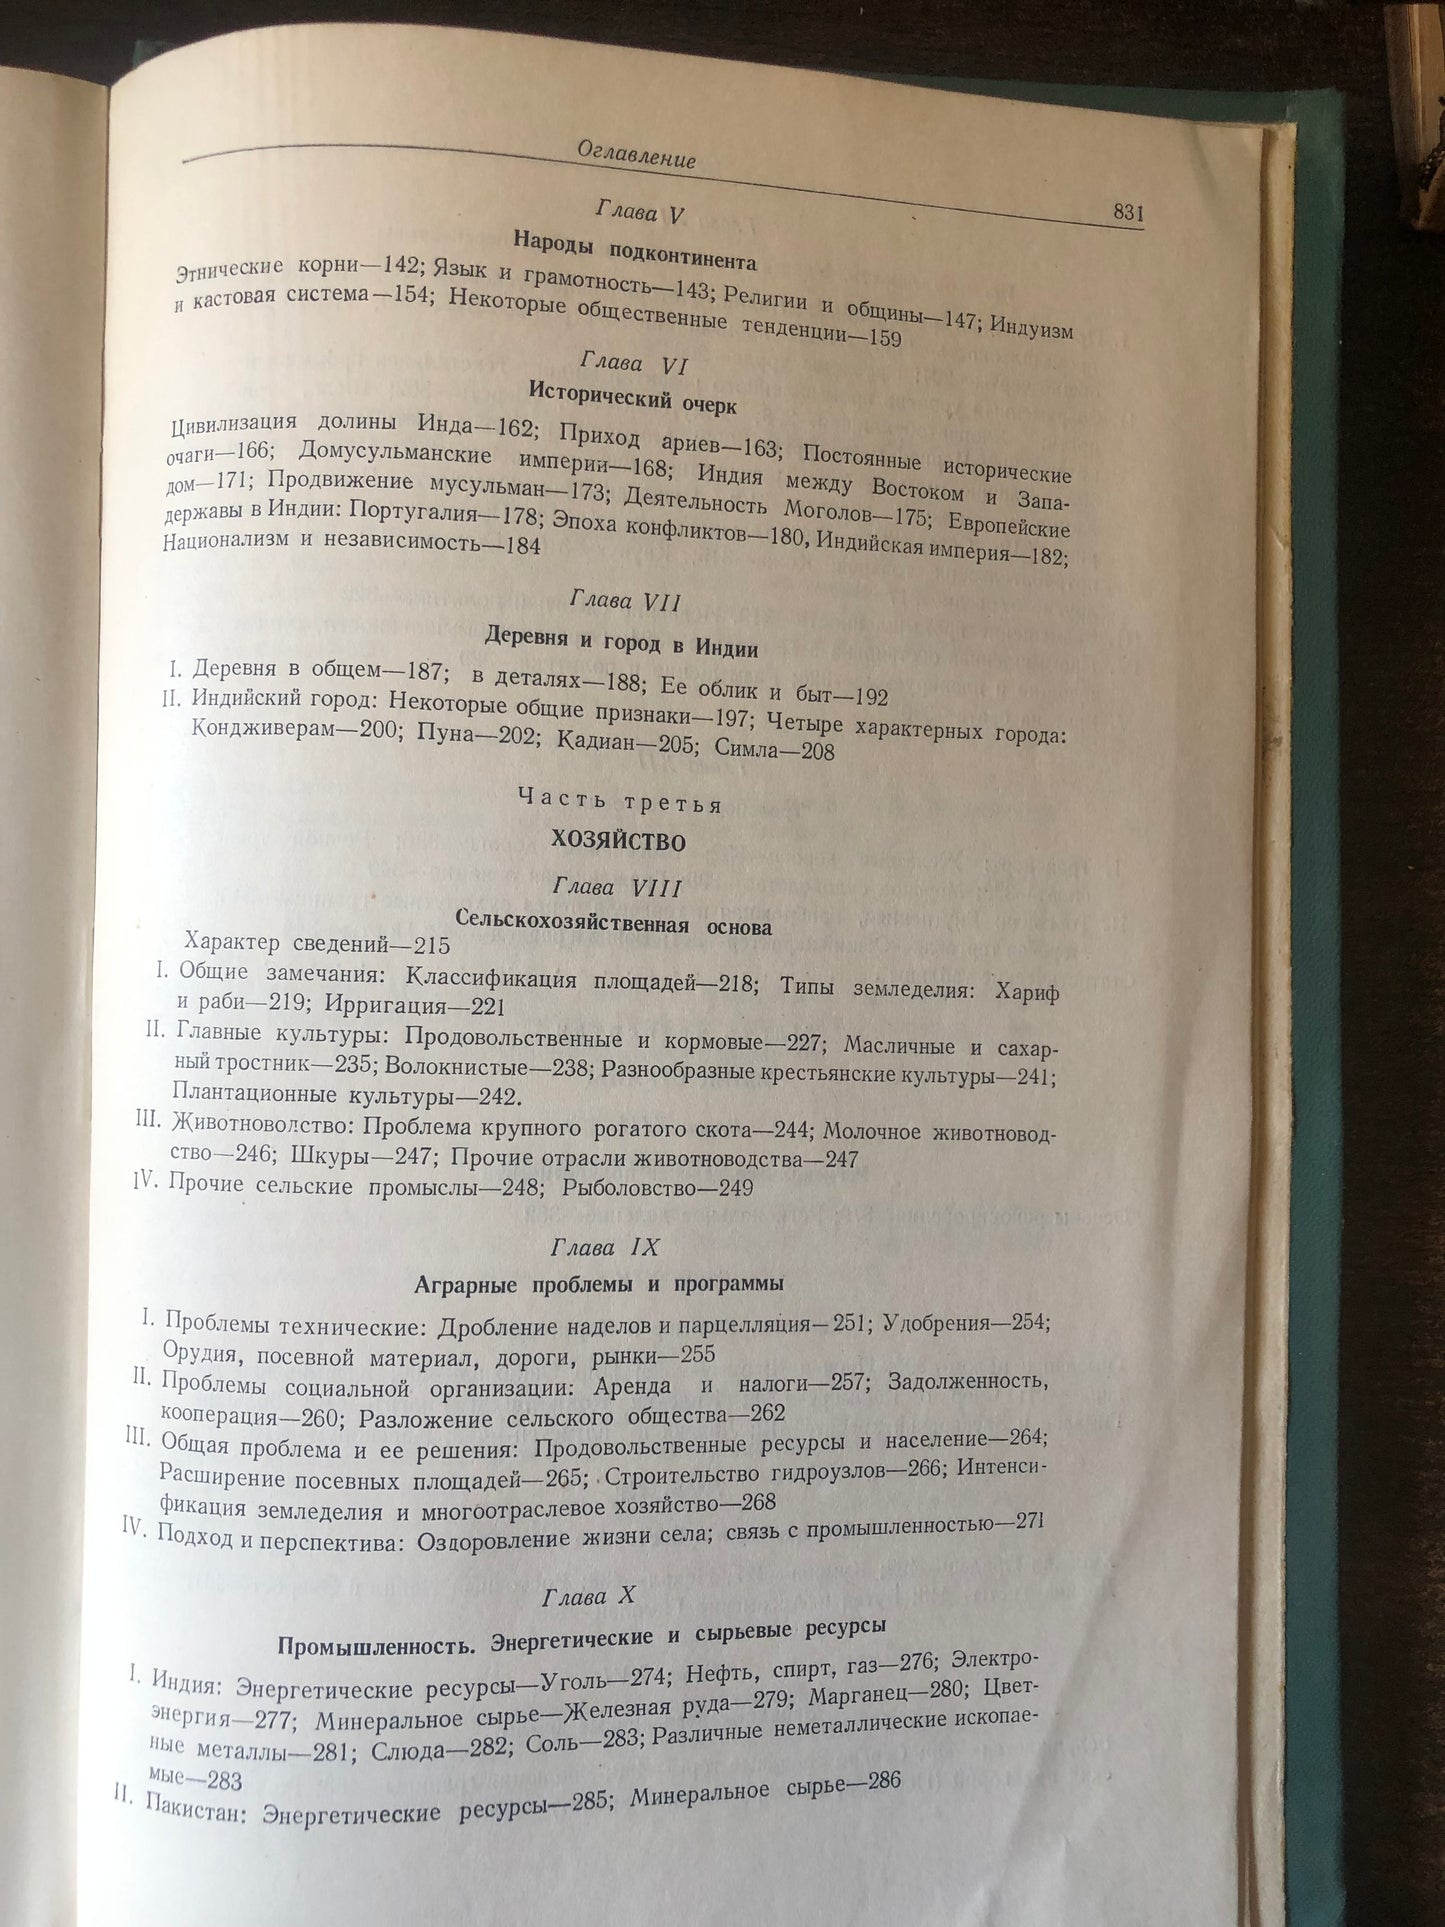 Оглавление
831
Глава V
Народы подконтинента
Этнические корни—142; Язык и грамотность—143; Религии и общины—147; Индуизм
и кастовая система—154; Некоторые общественные тенденции—159
Глава VI
Исторический очерк
Цивилизация долины Инда—162; Приход ариев—163; Постоянные исторические
очаги—166; Домусульманские империи—168; Индия между Востоком и Запа-
дом—171; Продвижение мусульман—173; Деятельность Моголов—175; Европейские
державы в Индии: Португалия—178; Эпоха конфликтов—180, Индийская империя—182;
Национализм и независимость—184
Глава VII
Деревня и город в Индии
I. Деревня в общем—187; в деталях—188; Ее облик и быт—192
II. Индийский город: Некоторые общие признаки—197; Четыре характерных города:
Кондживерам—200; Пуна—202; Кадиан—205; Симла—208
Часть третья
ХОЗЯЙСТВО
Глава VIII
Сельскохозяйственная основа
Характер сведений—215
I. Общие замечания: Классификация площадей—218; Типы земледелия: Хариф
и раби—219; Ирригация—221
II. Главные культуры: Продовольственные и кормовые—227; Масличные и сахар-
ный тростник—235; Волокнистые—238; Разнообразные крестьянские культуры—241;
Плантационные культуры—242.
III. Животноводство: Проблема крупного рогатого скота—244; Молочное животновод-
ство—246; Шкуры—247; Прочие отрасли животноводства—247
IV. Прочие сельские промыслы—248; Рыболовство—249
Глава IX
Аграрные проблемы и программы
I. Проблемы технические: Дробление наделов и парцелляция—251; Удобрения—254;
Орудия, посевной материал, дороги, рынки—255
II. Проблемы социальной организации: Аренда и налоги—257; Задолженность,
кооперация—260; Разложение сельского общества—262
III. Общая проблема и ее решения: Продовольственные ресурсы и население—264;
Расширение посевных площадей—265; Строительство гидроузлов—266; Интенси-
фикация земледелия и многоотраслевое хозяйство—268
IV. Подход и перспектива: Оздоровление жизни села; связь с промышленностью—271
Глава X
Промышленность. Энергетические и сырьевые ресурсы
I. Индия: Энергетические ресурсы—Уголь—274; Нефть, спирт, газ—276; Электро-
энергия—277; Минеральное сырье—Железная руда—279; Марганец—280; Цвет-
ные металлы—281; Слюда—282; Соль—283; Различные неметаллические ископае-
мые—283
II. Пакистан: Энергетические ресурсы—285; Минеральное сырье—286